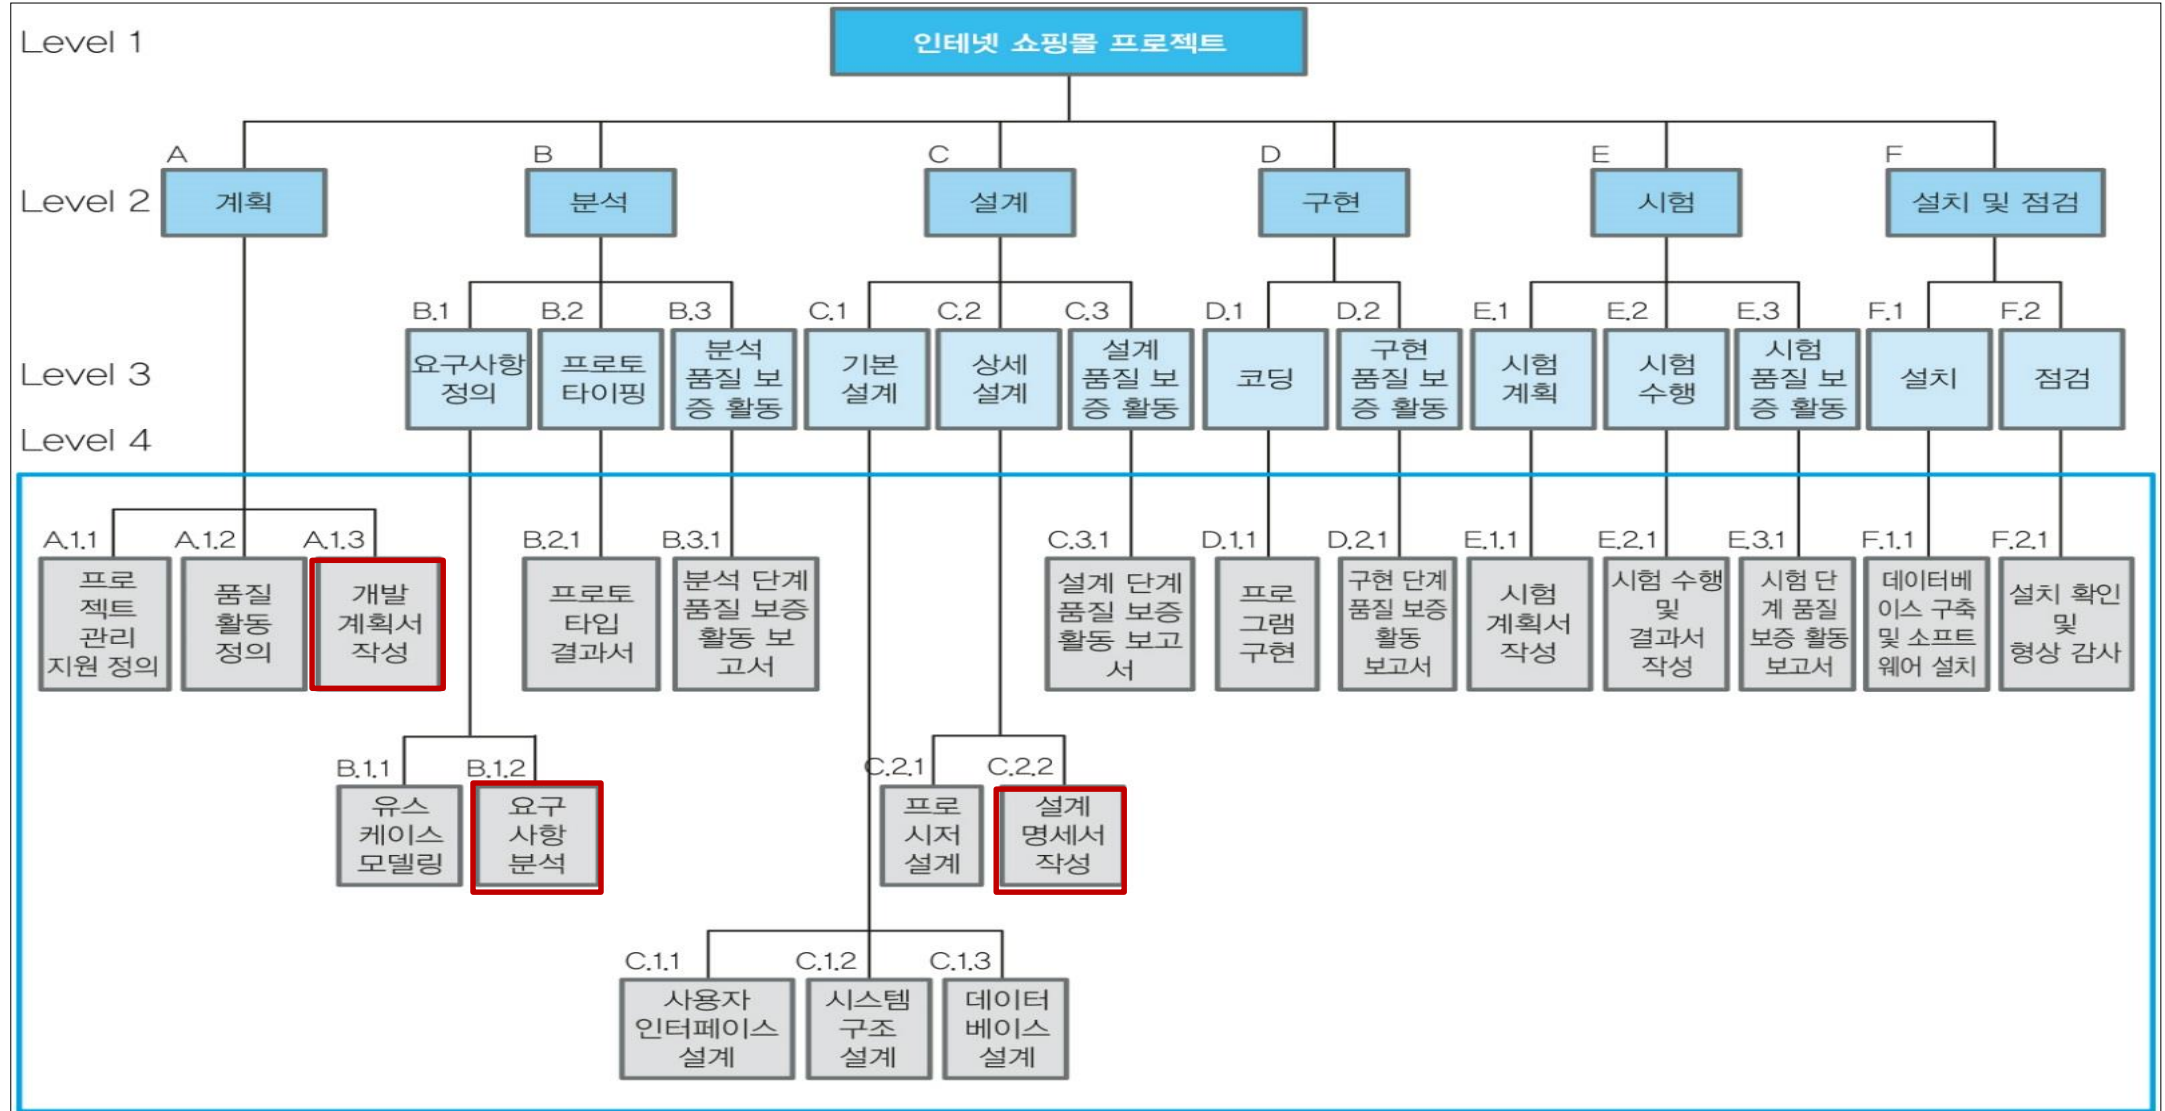 Level 1
인테넷 쇼핑몰 프로젝트
A
B
C
D
E
F
Level 2
계획
분석
설계
구현
시험
설치 및 점검
B.1
B.2
B.3
C.1
C.2
C.3
D.1
D.2
E.1
E.2
E.3
F.1
F.2
Level 3
요구사항
정의
프로토
타이핑
분석
품질 보
증 활동
기본
설계
상세
설계
설계
품질 보
증 활동
코딩
구현
품질 보
증 활동
시험
계획
시험
수행
시험
품질 보
증 활동
설치
점검
Level 4
A.1.1
A.1.2
A.1.3
B.2.1
B.3.1
C.3.1
D.1.1
D.2.1
E.1.1
E.2.1
E.3.1
F.1.1
F.2.1
프로
젝트
관리
지원 정의
품질
활동
정의
개발
계획서
작성
프로토
타입
결과서
분석 단계
품질 보증
활동 보
고서
설계 단계
품질 보증
활동 보고
서
프로
그램
구현
구현 단계
품질 보증
활동
보고서
시험
계획서
작성
시험 수행
및
결과서
작성
시험 단
계 품질
보증 활동
보고서
데이터베
이스 구축
및 소프트
웨어 설치
설치 확인
및
형상 감사
B.1.1
B.1.2
C.2.1
C.2.2
유스
케이스
모델링
요구
사항
분석
프로
시저
설계
설계
명세서
작성
C.1.1
C.1.2
C.1.3
사용자
인터페이스
설계
시스템
구조
설계
데이터
베이스
설계